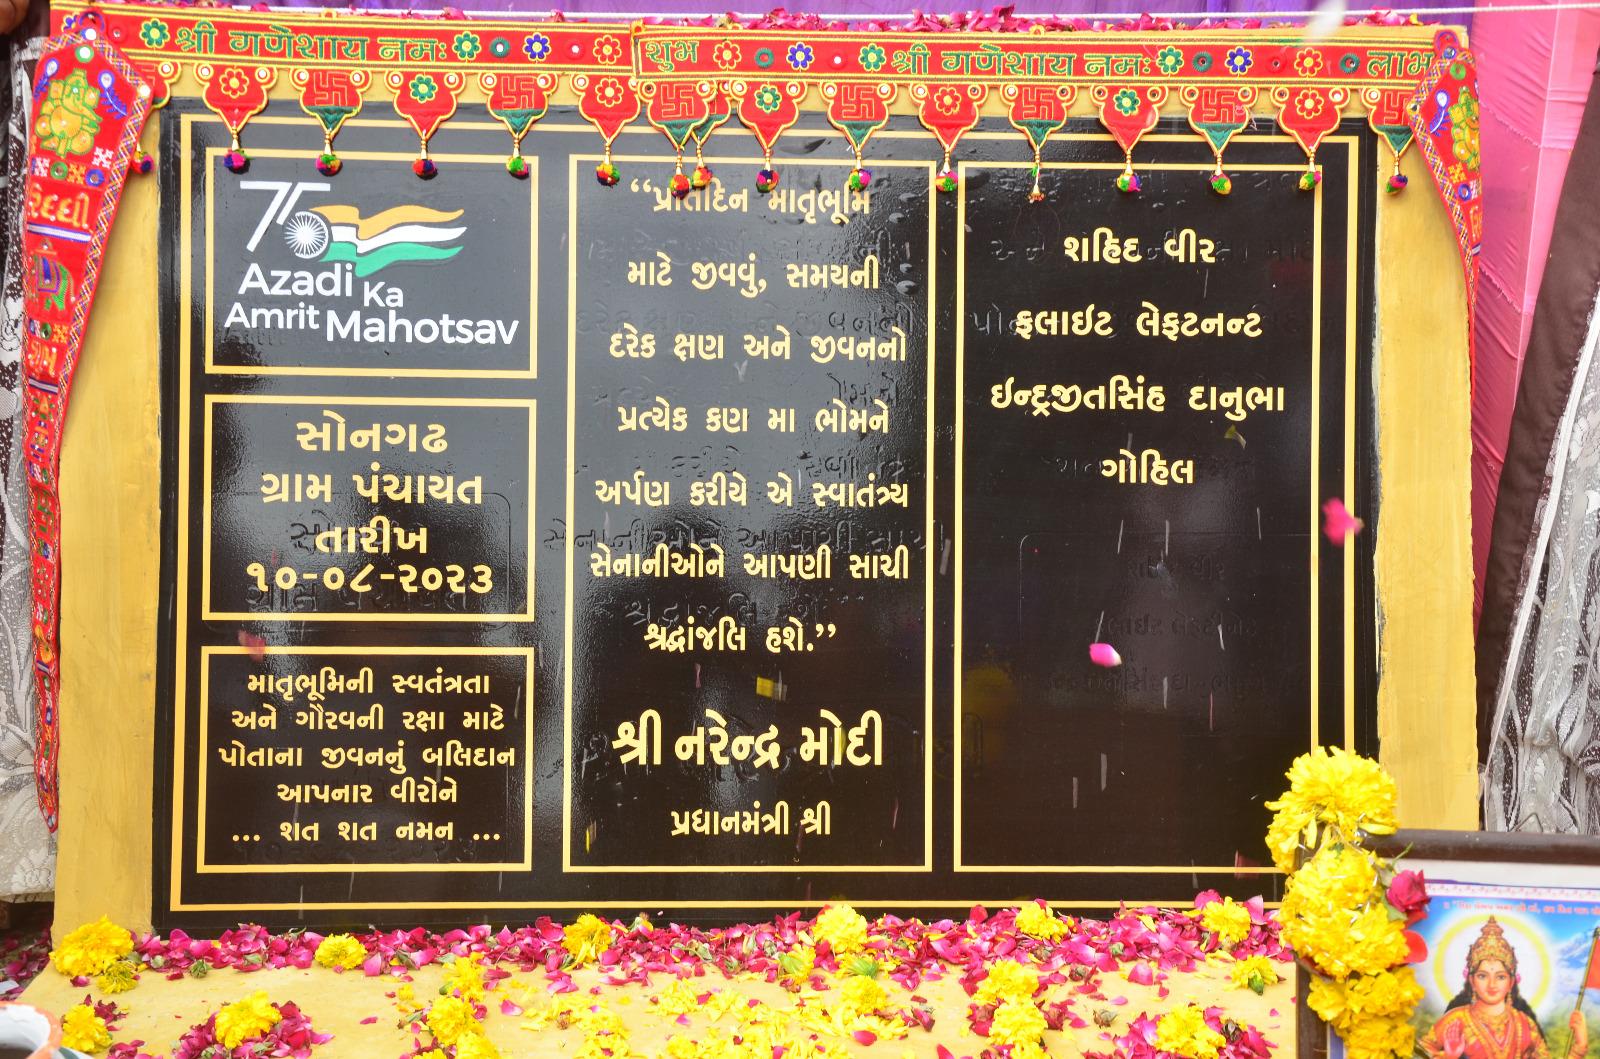 શ્રી ગણેશાય નમઃ
શુભ
શ્રી ગણેશાય નમઃ
લાભ
75
Azadi Ka
Amrit Mahotsav
સોનગઢ
ગ્રામ પંચાયત
તારીખ
૧૦-૦૮-૨૦૨૩
માતૃભૂમિની સ્વતંત્રતા
અને ગૌરવની રક્ષા માટે
પોતાના જીવનનું બલિદાન
આપનાર વીરોને
... શત શત નમન ...
“પ્રતિદિન માતૃભૂમિ
માટે જીવવું, સમયની
દરેક ક્ષણ અને જીવનનો
પ્રત્યેક કણ મા ભોમને
અર્પણ કરીયે એ સ્વાતંત્ર્ય
સેનાનીઓને આપણી સાચી
શ્રદ્ધાંજલિ હશે.”
શ્રી નરેન્દ્ર મોદી
પ્રધાનમંત્રી શ્રી
શહિદ વીર
ફલાઇટ લેફટનન્ટ
ઇન્દ્રજીતસિંહ દાનુભા
ગોહિલ